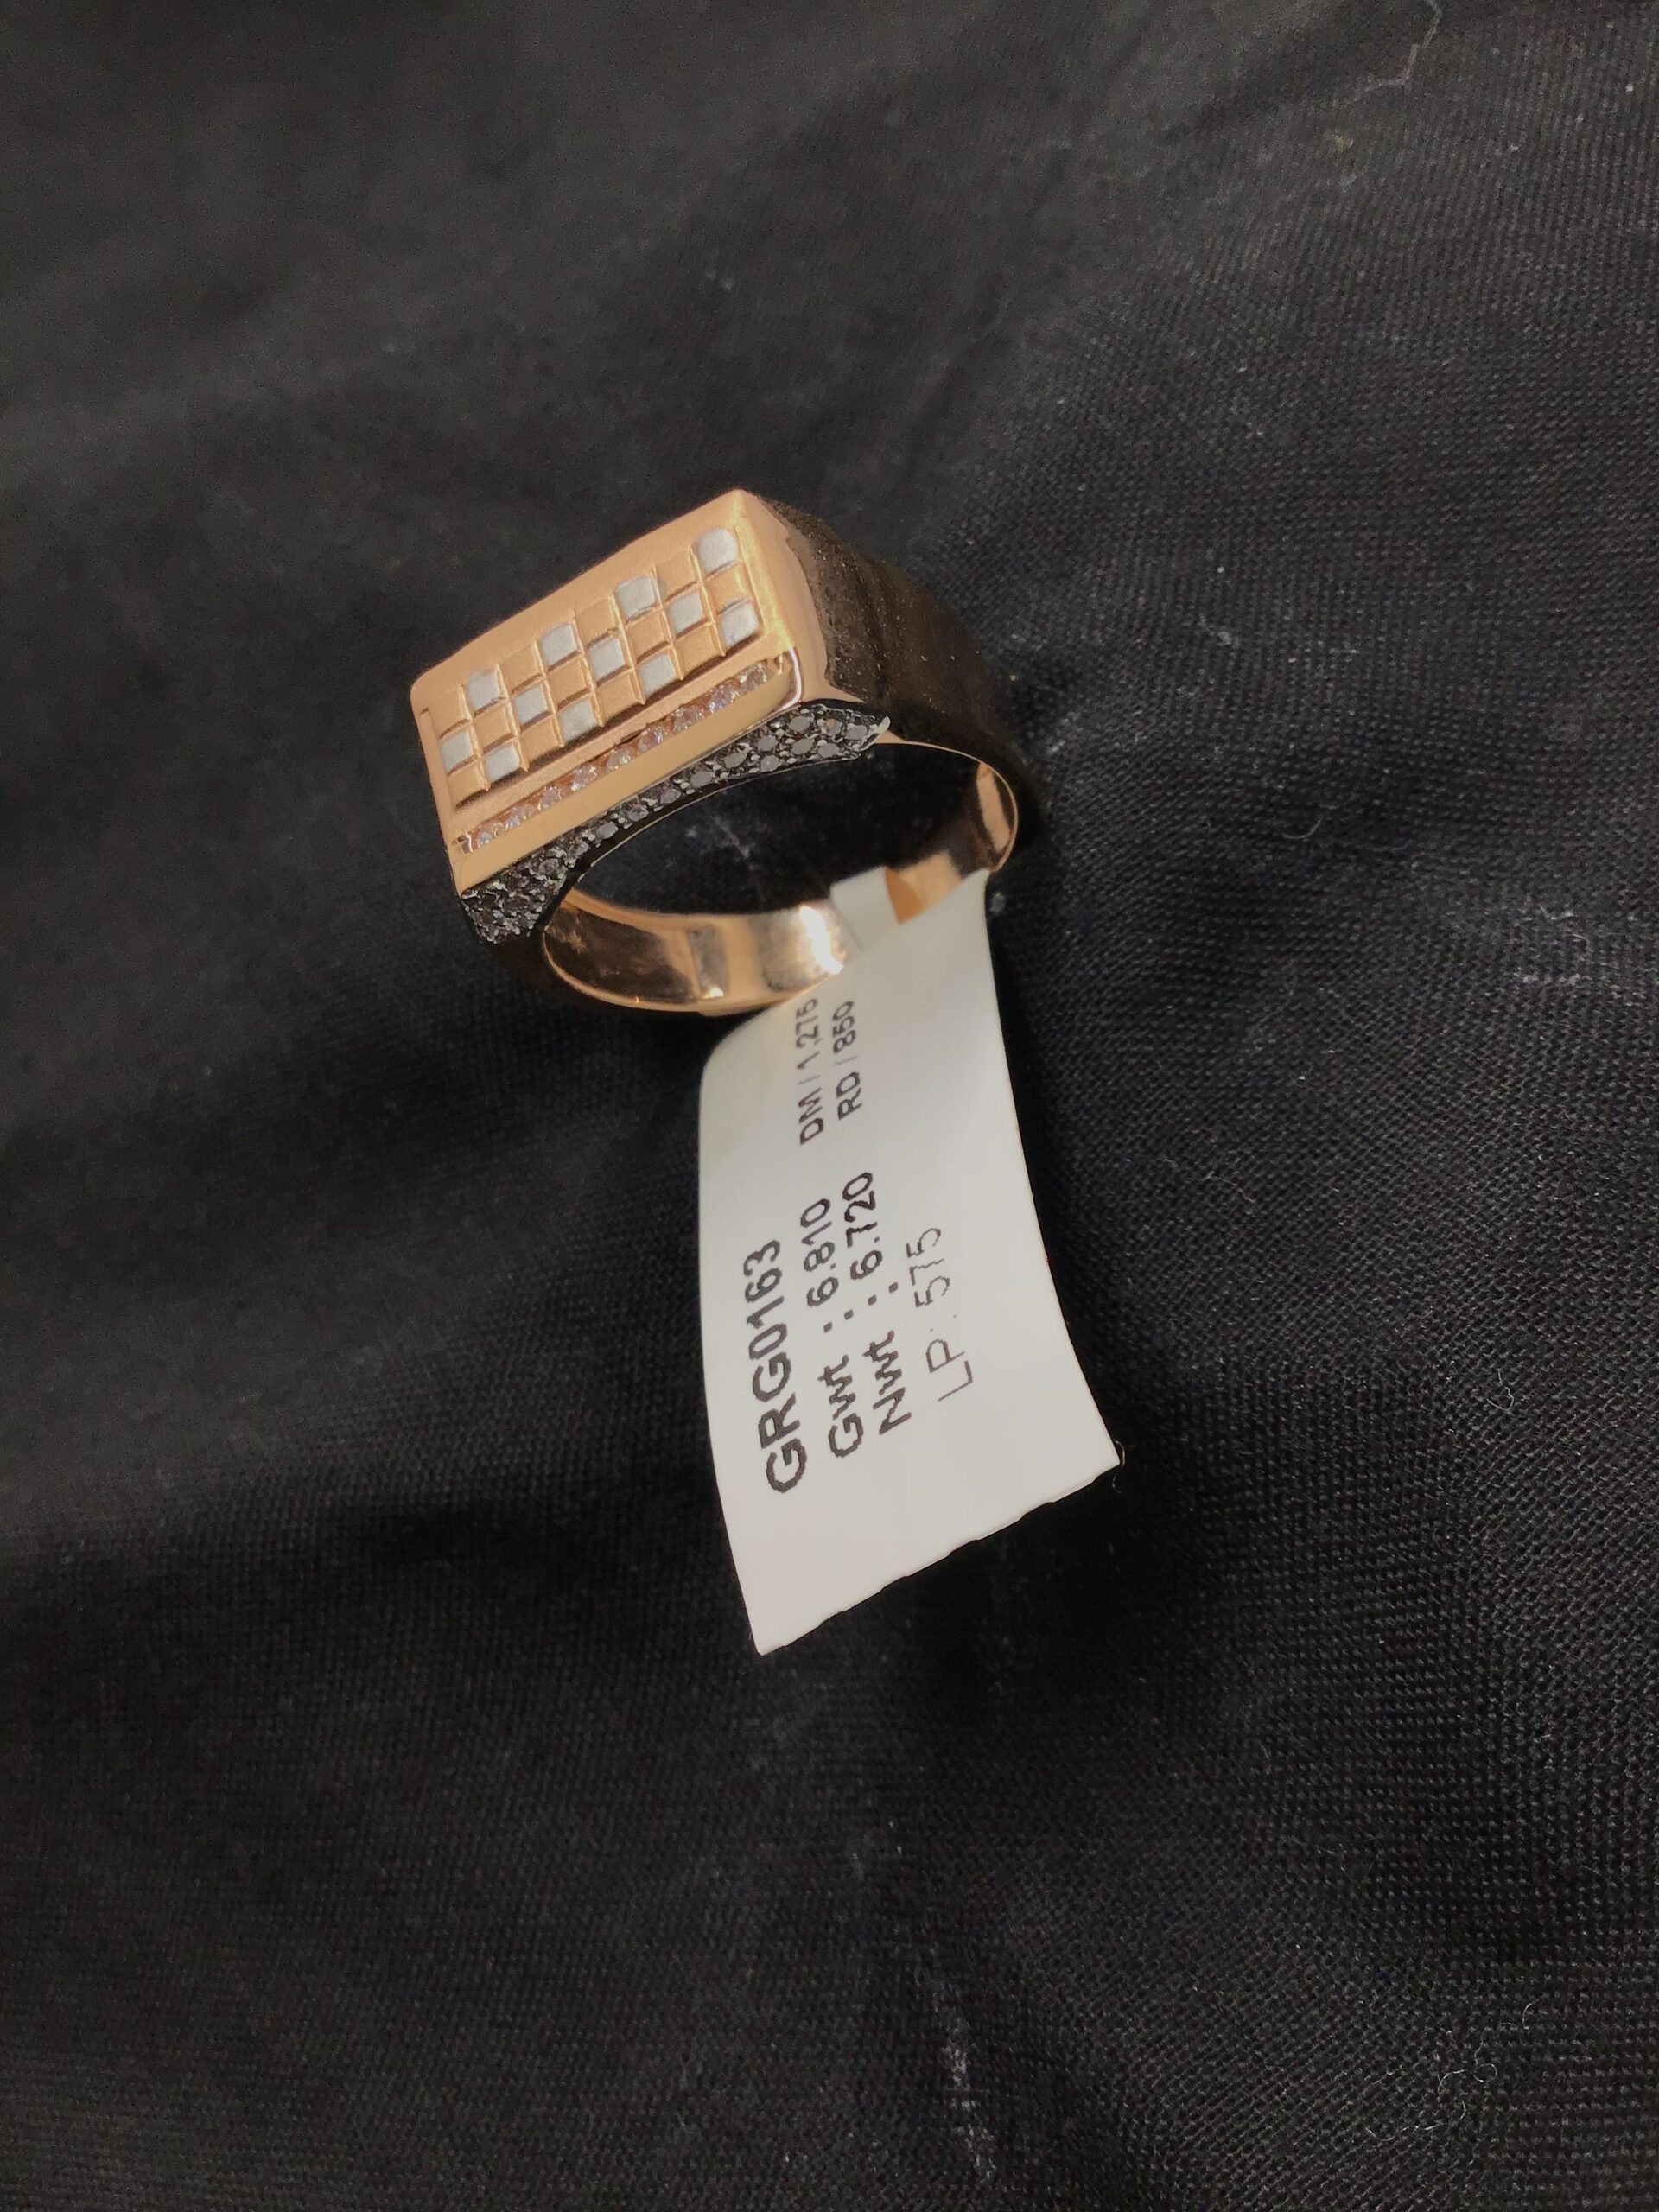 GRG0163
Gwt : 6.810 DM / 1,275
Nwt : 6.720 RD / 850
LP : 575